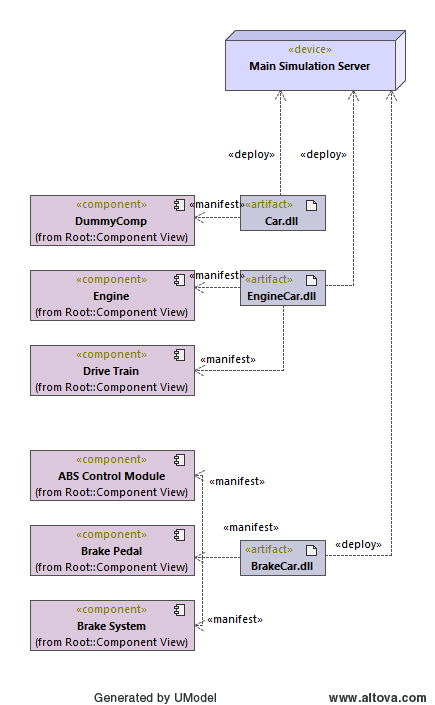 «device»
Main Simulation Server
«deploy»
«deploy»
«component»
DummyComp
(from Root::Component View)
«manifest»
«artifact»
Car.dll
«component»
Engine
(from Root::Component View)
«manifest»
«artifact»
EngineCar.dll
«component»
Drive Train
(from Root::Component View)
«manifest»
«component»
ABS Control Module
(from Root::Component View)
«manifest»
«component»
Brake Pedal
(from Root::Component View)
«manifest»
«artifact»
BrakeCar.dll
«deploy»
«component»
Brake System
(from Root::Component View)
«manifest»
Generated by UModel
www.altova.com